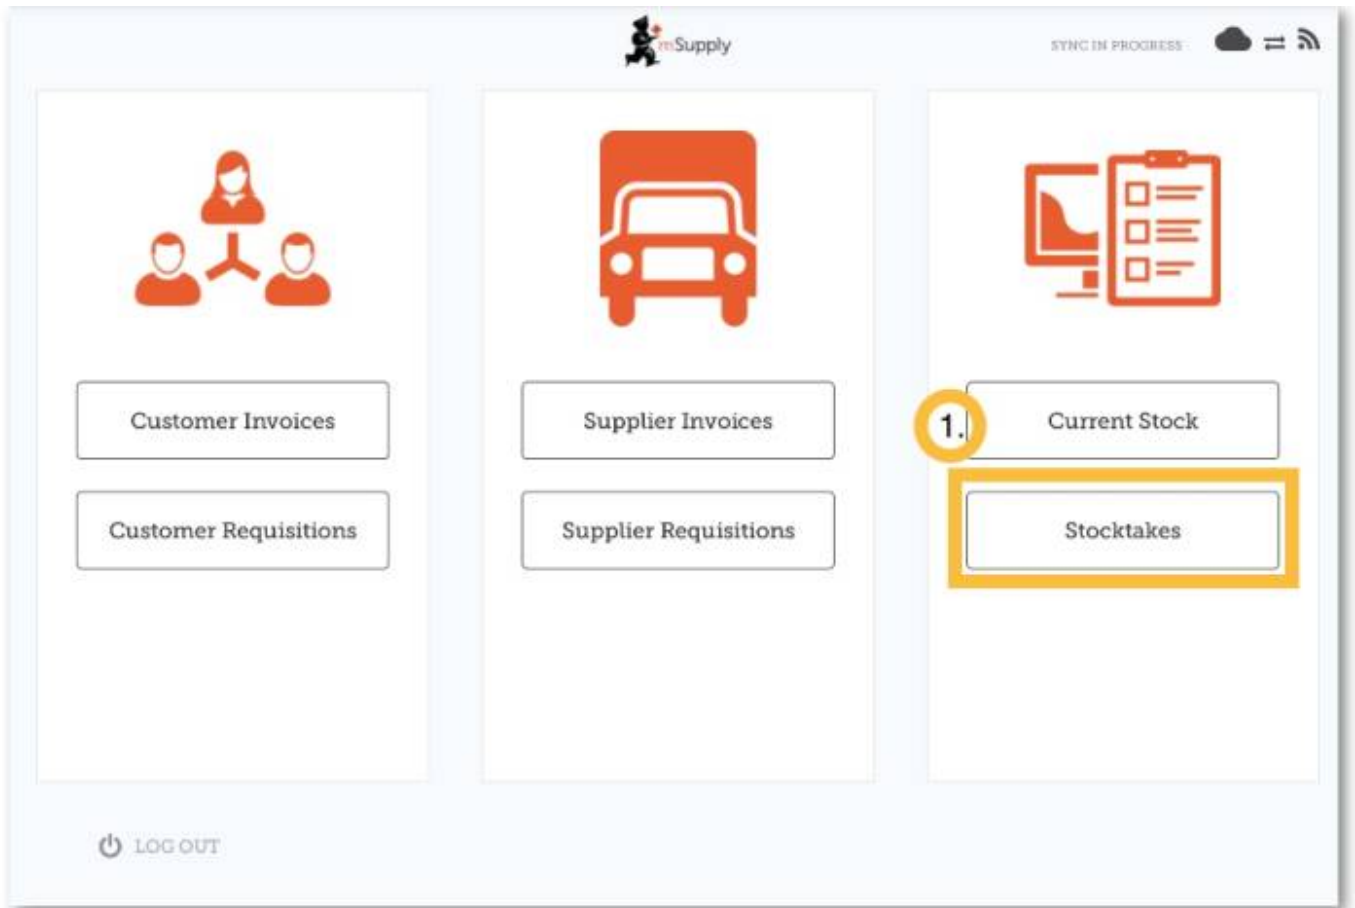 mSupply
SYNC IN PROGRESS
Customer Invoices
Customer Requisitions
Supplier Invoices
Supplier Requisitions
1.
Current Stock
Stocktakes
LOG OUT